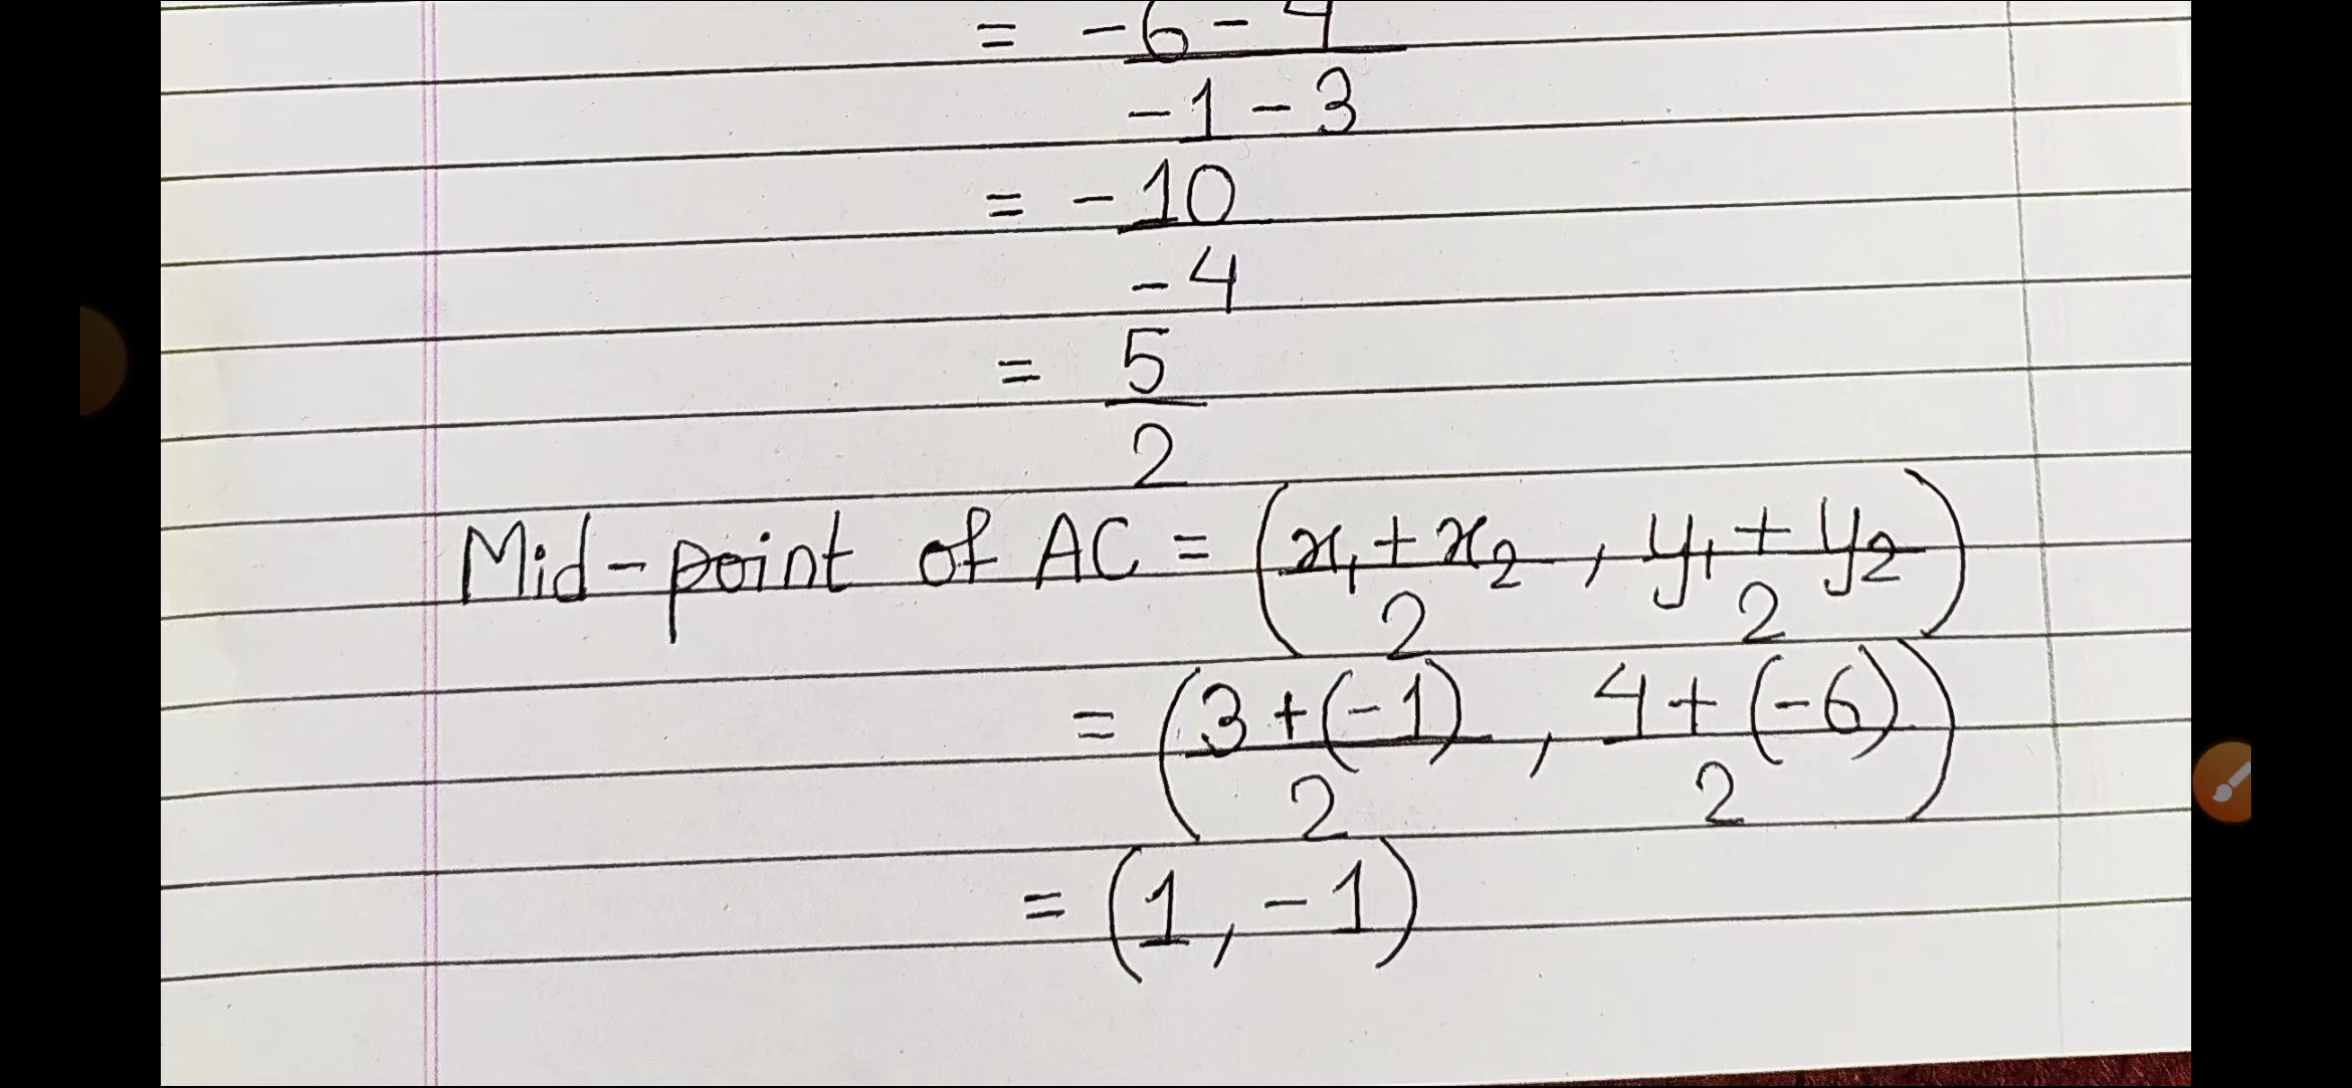 = -6 - 4
-1 - 3
= -10
-4
= 5
2
Mid-point of AC = (x₁ + x₂ , y₁ + y₂)
2 2
= (3 + (-1) , 4 + (-6))
2 2
= (1, -1)